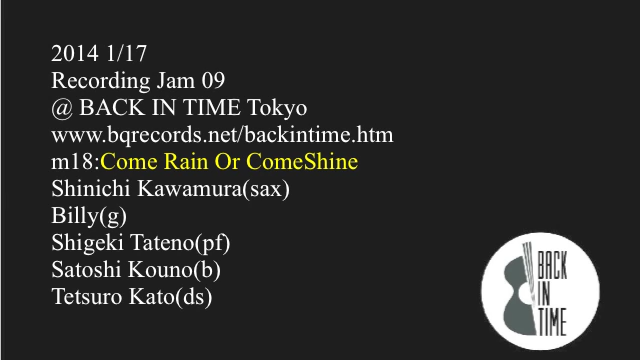 2014 1/17
Recording Jam 09
@ BACK IN TIME Tokyo
www.bqrecords.net/backintime.htm
m18:Come Rain Or ComeShine
Shinichi Kawamura(sax)
Billy(g)
Shigeki Tateno(pf)
Satoshi Kouno(b)
Tetsuro Kato(ds)
BACK
IN
TIME